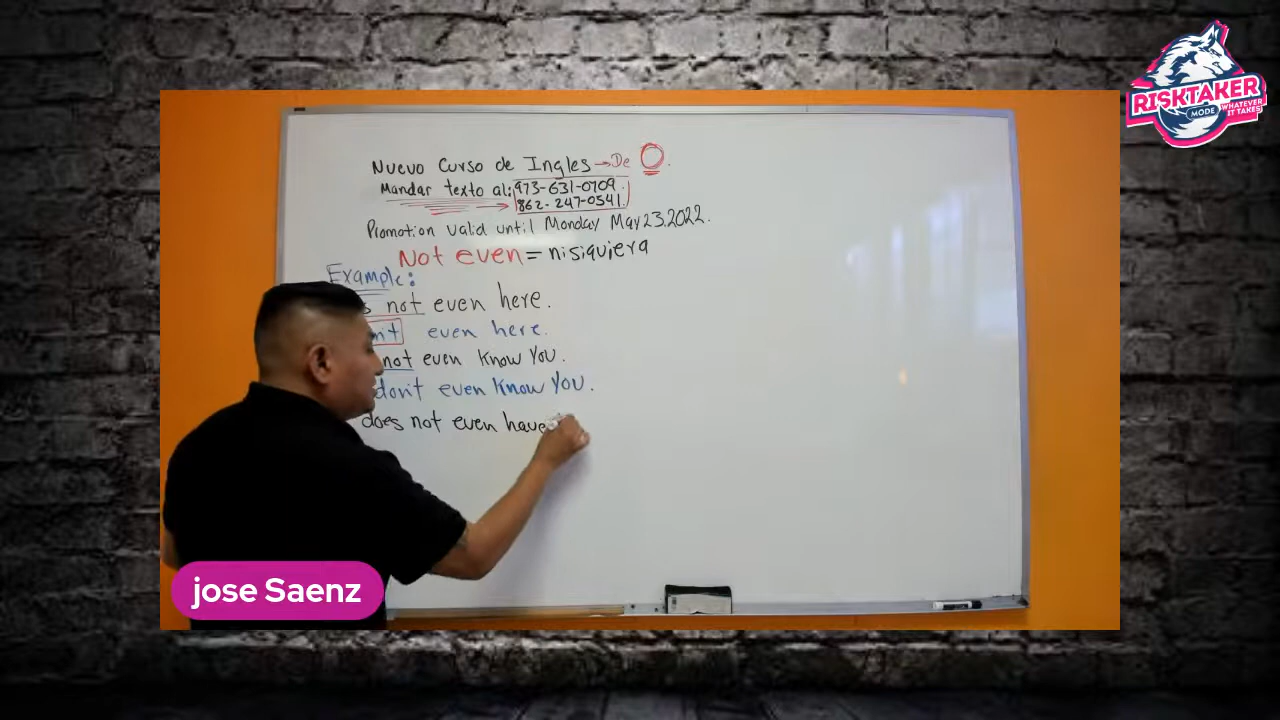 Nuevo Curso de Ingles → De O.
Mandar texto al: 973-631-0709.
862-247-0541.
Promotion valid until Monday May 23, 2022.
Not even = nisiquiera
Example:
not even here.
even here.
not even know you.
don't even know you.
does not even have
jose Saenz
RISKTAKER
MODE
WHATEVER
IT TAKES